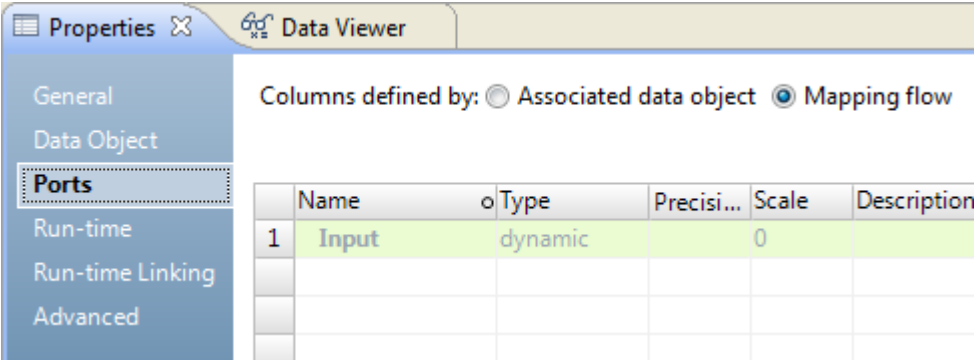 Properties Data Viewer
General
Data Object
Ports
Run-time
Run-time Linking
Advanced
Columns defined by: Associated data object Mapping flow
Name Type Precisi... Scale Description
1 Input dynamic 0